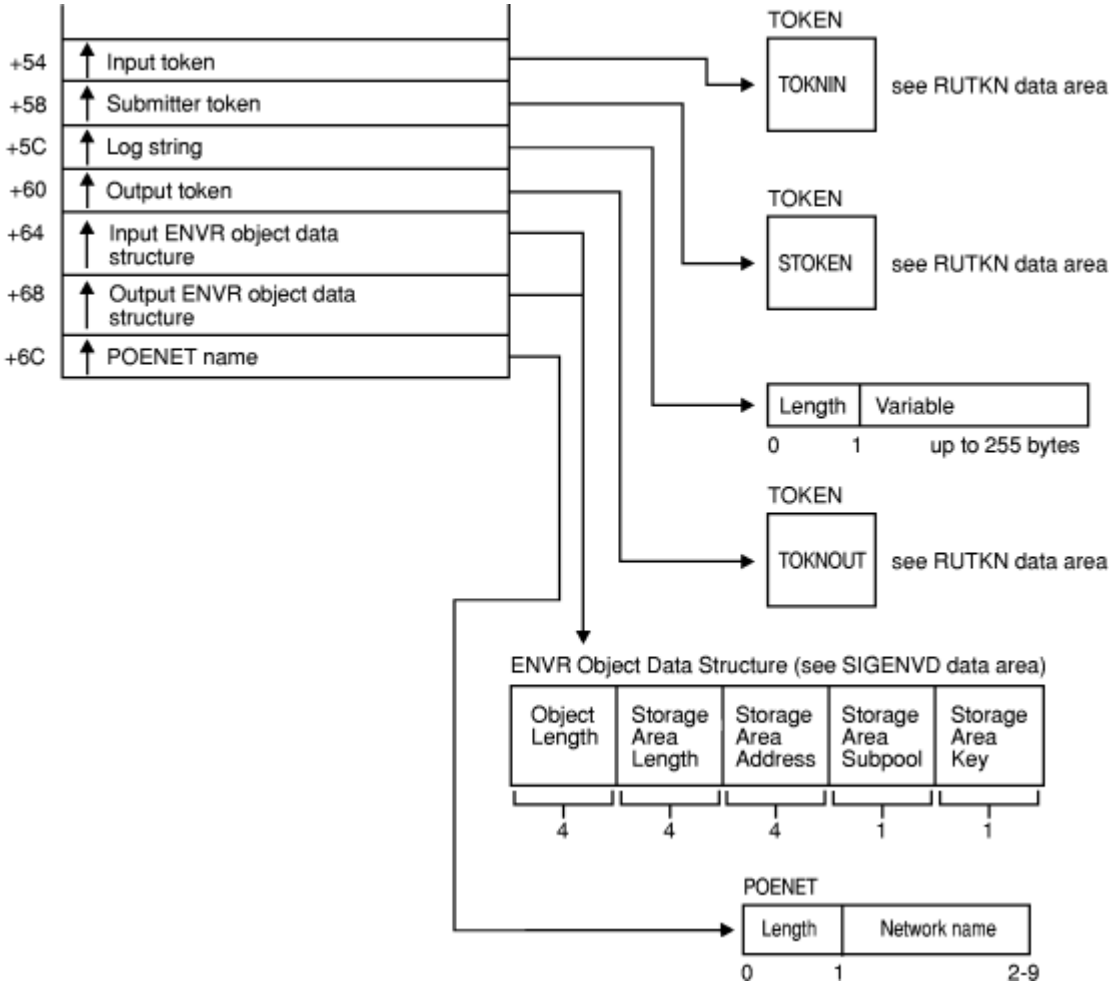 +54 Input token
+58 Submitter token
+5C Log string
+60 Output token
+64 Input ENVR object data
structure
+68 Output ENVR object data
structure
+6C POENET name
TOKEN
TOKNIN see RUTKN data area
TOKEN
STOKEN see RUTKN data area
Length Variable
0 1 up to 255 bytes
TOKEN
TOKNOUT see RUTKN data area
ENVR Object Data Structure (see SIGENVD data area)
Object Storage Storage Storage Storage
Length Area Area Area Area
Length Address Subpool Key
4 4 4 1 1
POENET
Length Network name
0 1 2-9